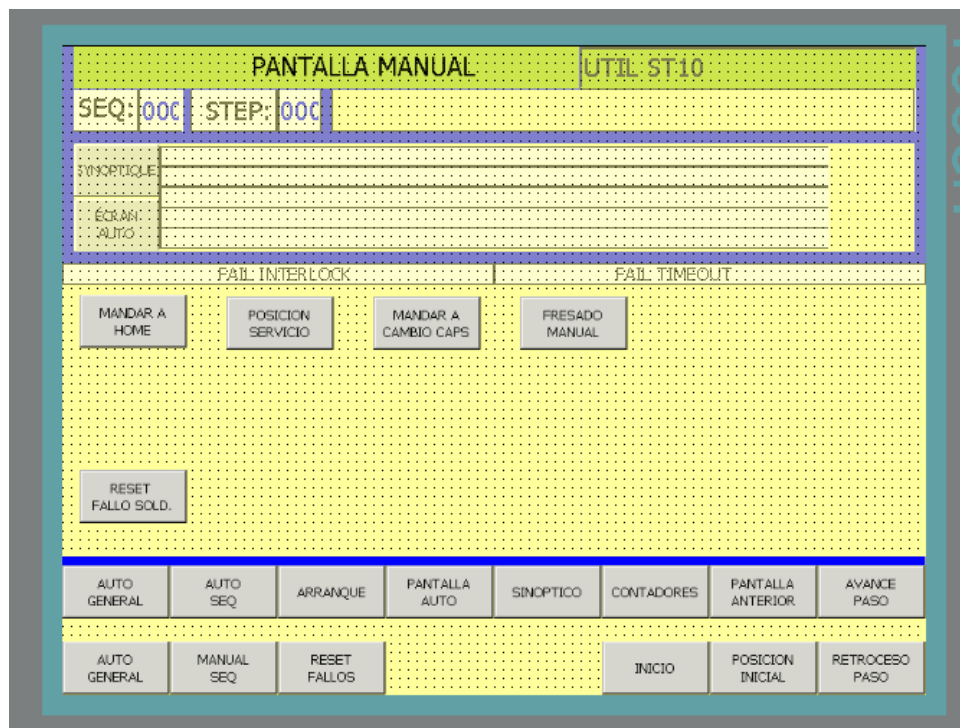 PANTALLA MANUAL
UTIL ST10
SEQ: 000 STEP: 000
SYNOPTIQUE
ÉCRAN
AUTO
FAIL INTERLOCK
FAIL TIMEOUT
MANDAR A
HOME
POSICION
SERVICIO
MANDAR A
CAMBIO CAPS
FRESADO
MANUAL
RESET
FALLO SOLD.
AUTO
GENERAL
AUTO
SEQ
ARRANQUE
PANTALLA
AUTO
SINOPTICO
CONTADORES
PANTALLA
ANTERIOR
AVANCE
PASO
AUTO
GENERAL
MANUAL
SEQ
RESET
FALLOS
INICIO
POSICION
INICIAL
RETROCESO
PASO